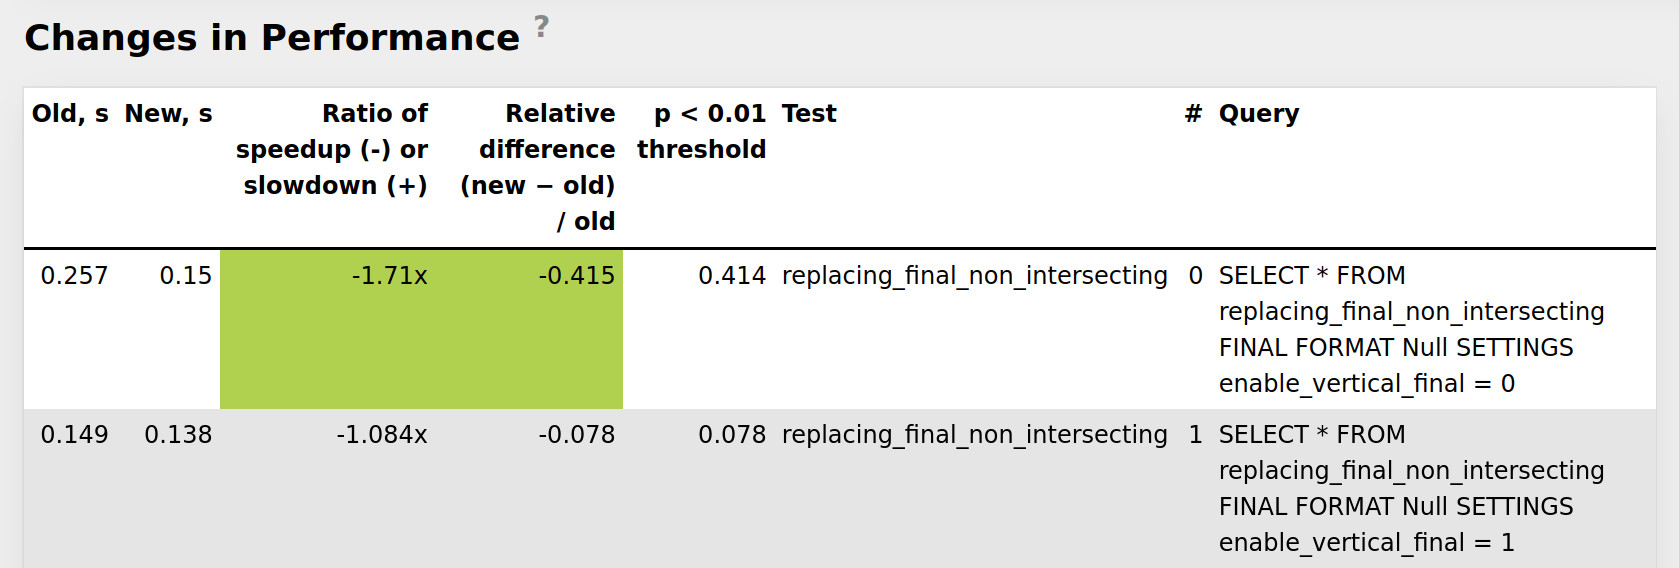 Changes in Performance ?
Old, s New, s Ratio of speedup (-) or slowdown (+) Relative difference (new − old) / old p < 0.01 threshold Test # Query
0.257 0.15 -1.71x -0.415 0.414 replacing_final_non_intersecting 0 SELECT * FROM
replacing_final_non_intersecting
FINAL FORMAT Null SETTINGS
enable_vertical_final = 0
0.149 0.138 -1.084x -0.078 0.078 replacing_final_non_intersecting 1 SELECT * FROM
replacing_final_non_intersecting
FINAL FORMAT Null SETTINGS
enable_vertical_final = 1